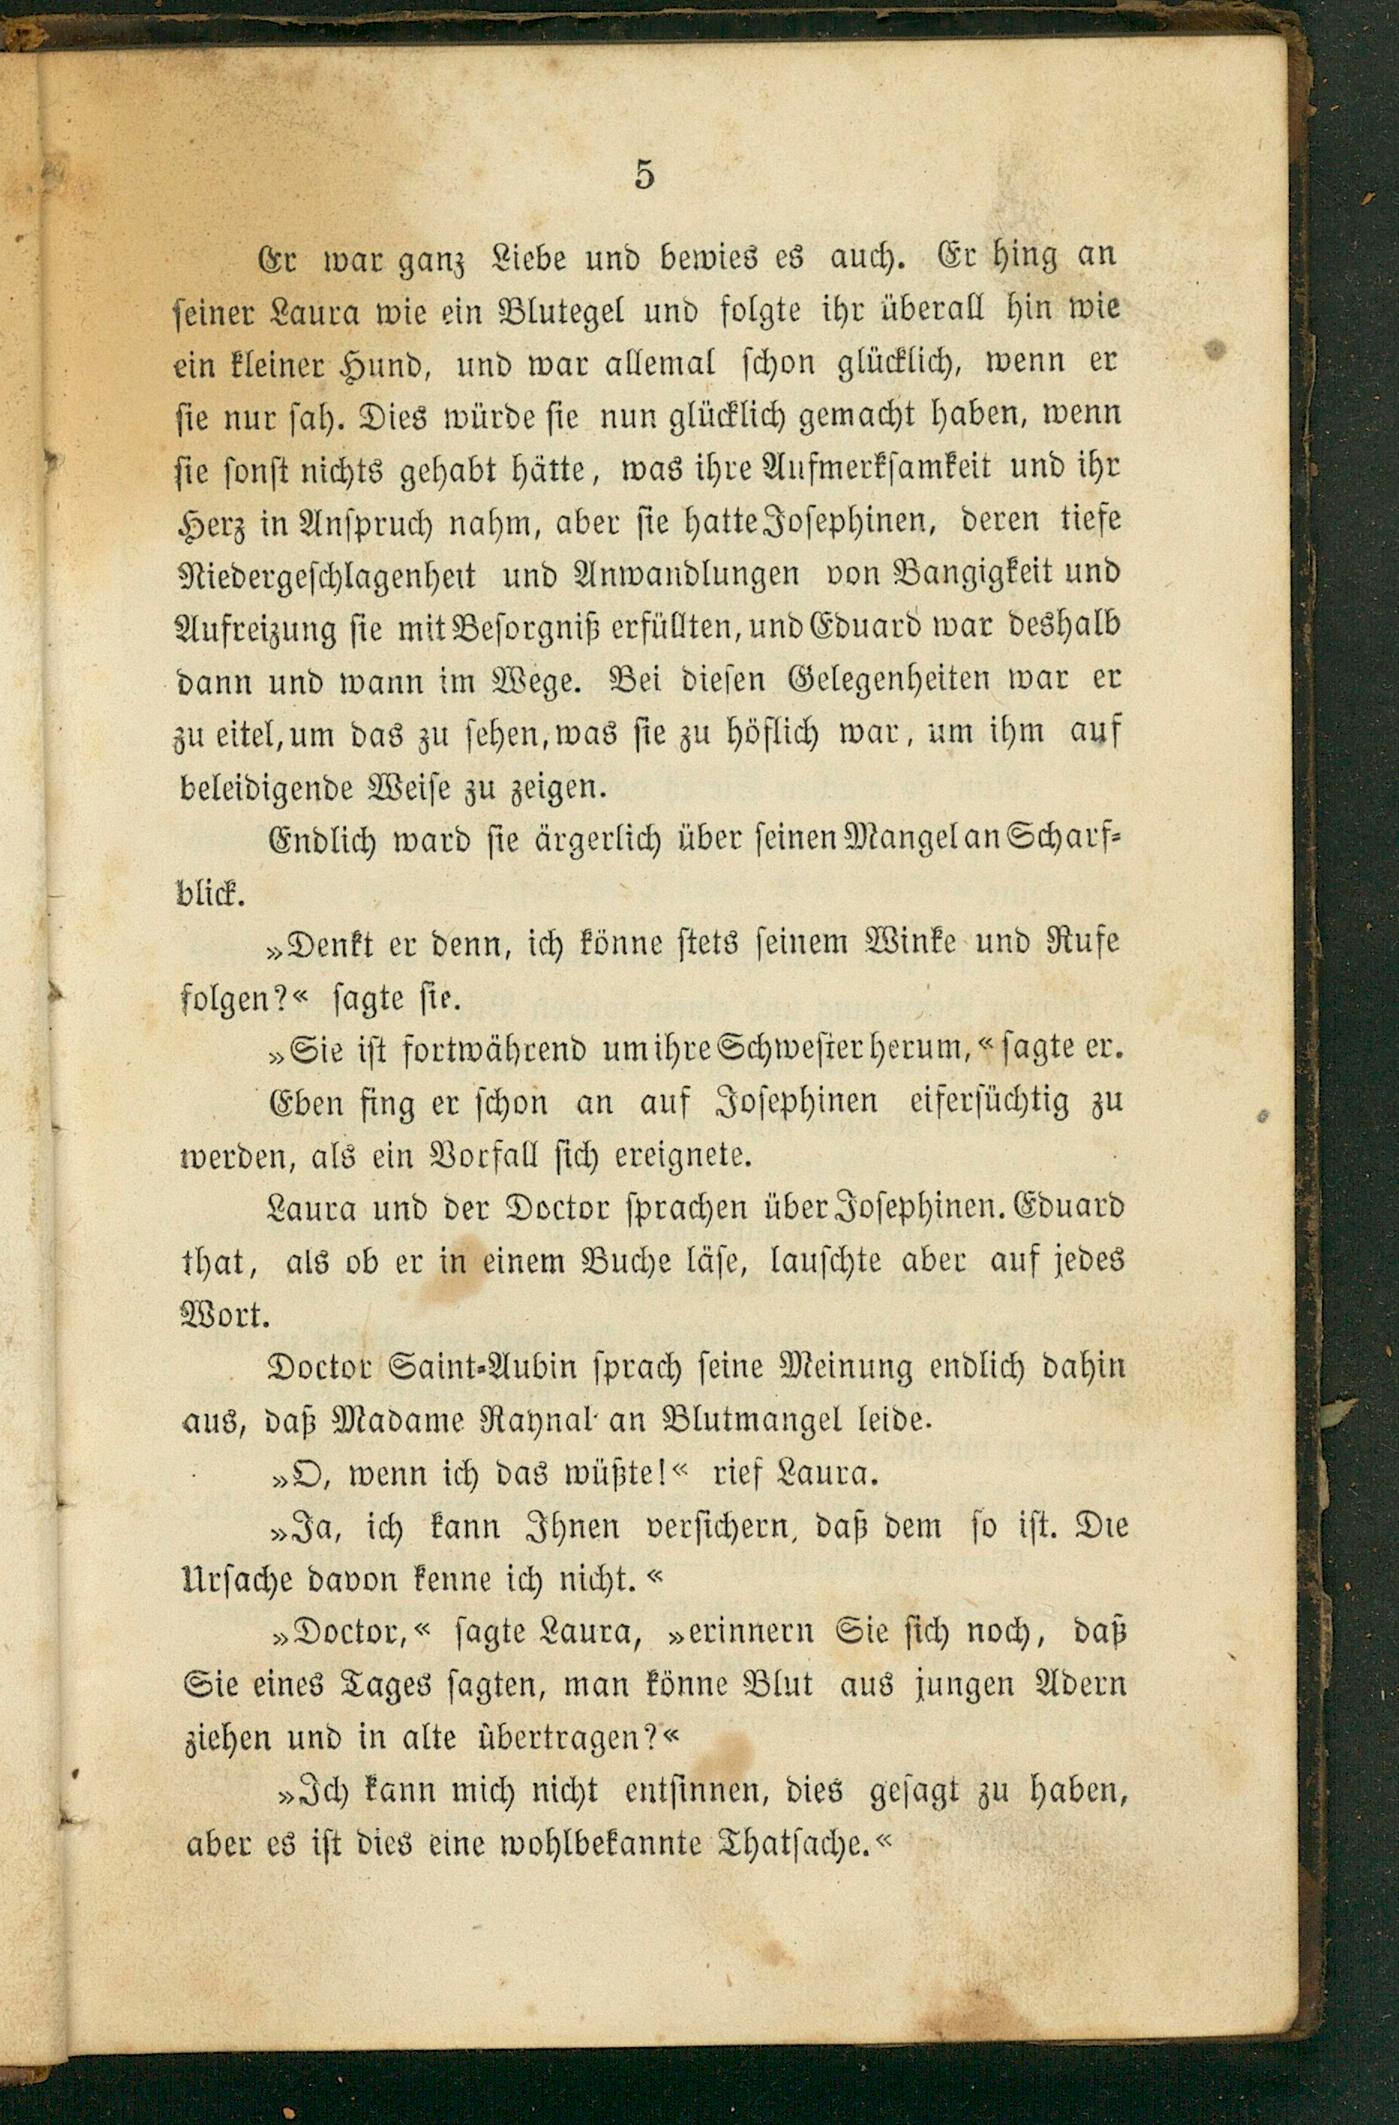 5
Er war ganz Liebe und bewies es auch. Er hing an
seiner Laura wie ein Blutegel und folgte ihr überall hin wie
ein kleiner Hund, und war allemal schon glücklich, wenn er
sie nur sah. Dies würde sie nun glücklich gemacht haben, wenn
sie sonst nichts gehabt hätte, was ihre Aufmerksamkeit und ihr
Herz in Anspruch nahm, aber sie hatte Josephinen, deren tiefe
Niedergeschlagenheit und Anwandlungen von Bangigkeit und
Aufreizung sie mit Besorgniß erfüllten, und Eduard war deshalb
dann und wann im Wege. Bei diesen Gelegenheiten war er
zu eitel, um das zu sehen, was sie zu höflich war, um ihm auf
beleidigende Weise zu zeigen.
Endlich ward sie ärgerlich über seinen Mangel an Scharf-
blick.
»Denkt er denn, ich könne stets seinem Winke und Rufe
folgen?« sagte sie.
»Sie ist fortwährend um ihre Schwester herum,« sagte er.
Eben fing er schon an auf Josephinen eifersüchtig zu
werden, als ein Vorfall sich ereignete.
Laura und der Doctor sprachen über Josephinen. Eduard
that, als ob er in einem Buche läse, lauschte aber auf jedes
Wort.
Doctor Saint-Aubin sprach seine Meinung endlich dahin
aus, daß Madame Raynal an Blutmangel leide.
»O, wenn ich das wüßte!« rief Laura.
»Ja, ich kann Ihnen versichern, daß dem so ist. Die
Ursache davon kenne ich nicht.«
»Doctor,« sagte Laura, »erinnern Sie sich noch, daß
Sie eines Tages sagten, man könne Blut aus jungen Adern
ziehen und in alte übertragen?«
»Ich kann mich nicht entsinnen, dies gesagt zu haben,
aber es ist dies eine wohlbekannte Thatsache.«